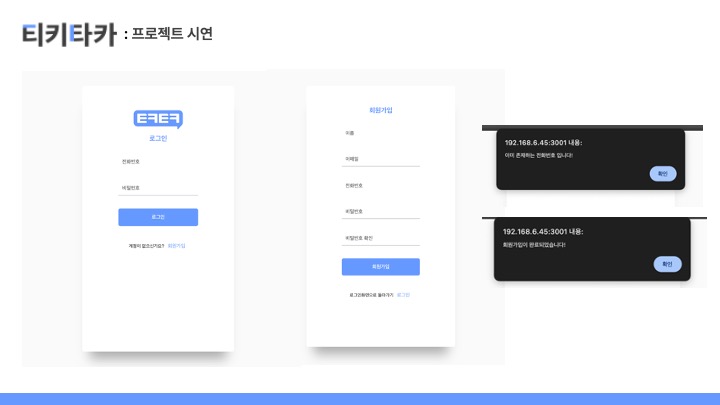 티키타카 : 프로젝트 시연
ㅌㅋㅌㅋ
로그인
전화번호
비밀번호
로그인
계정이 없으신가요? 회원가입
회원가입
이름
이메일
전화번호
비밀번호
비밀번호 확인
회원가입
로그인화면으로 돌아가기 로그인
192.168.6.45:3001 내용:
이미 존재하는 전화번호 입니다!
확인
192.168.6.45:3001 내용:
회원가입이 완료되었습니다!
확인